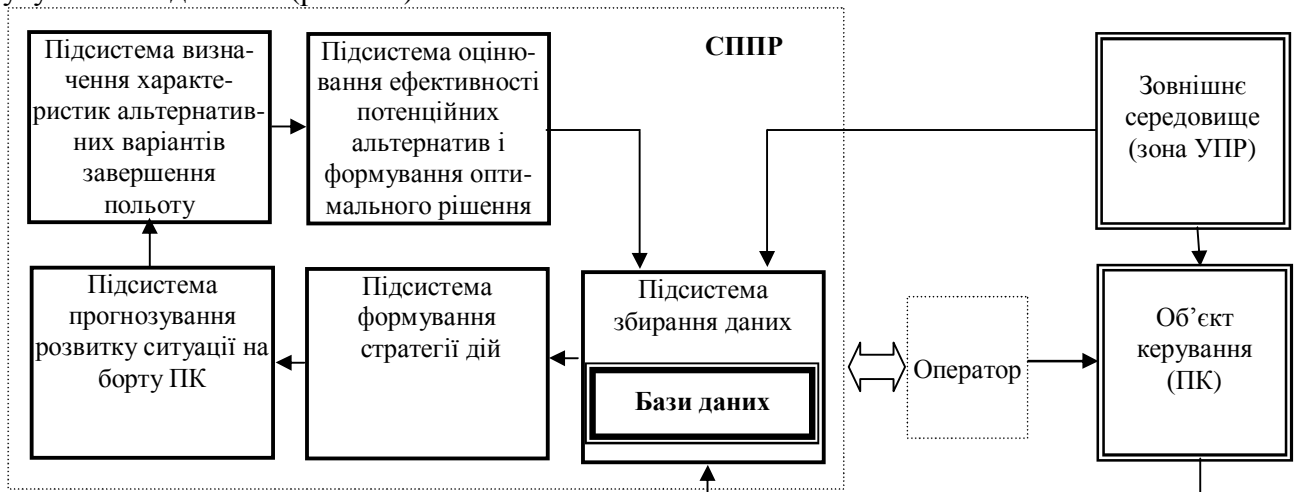 Підсистема визна-
чення характе-
ристик альтернатив-
них варіантів
завершення
польоту
Підсистема оціню-
вання ефективності
потенційних
альтернатив і
формування опти-
мального рішення
СППР
Зовнішнє
середовище
(зона УПР)
Підсистема
прогнозування
розвитку ситуації на
борту ПК
Підсистема
формування
стратегії дій
Підсистема
збирання даних
Бази даних
Оператор
Об’єкт
керування
(ПК)